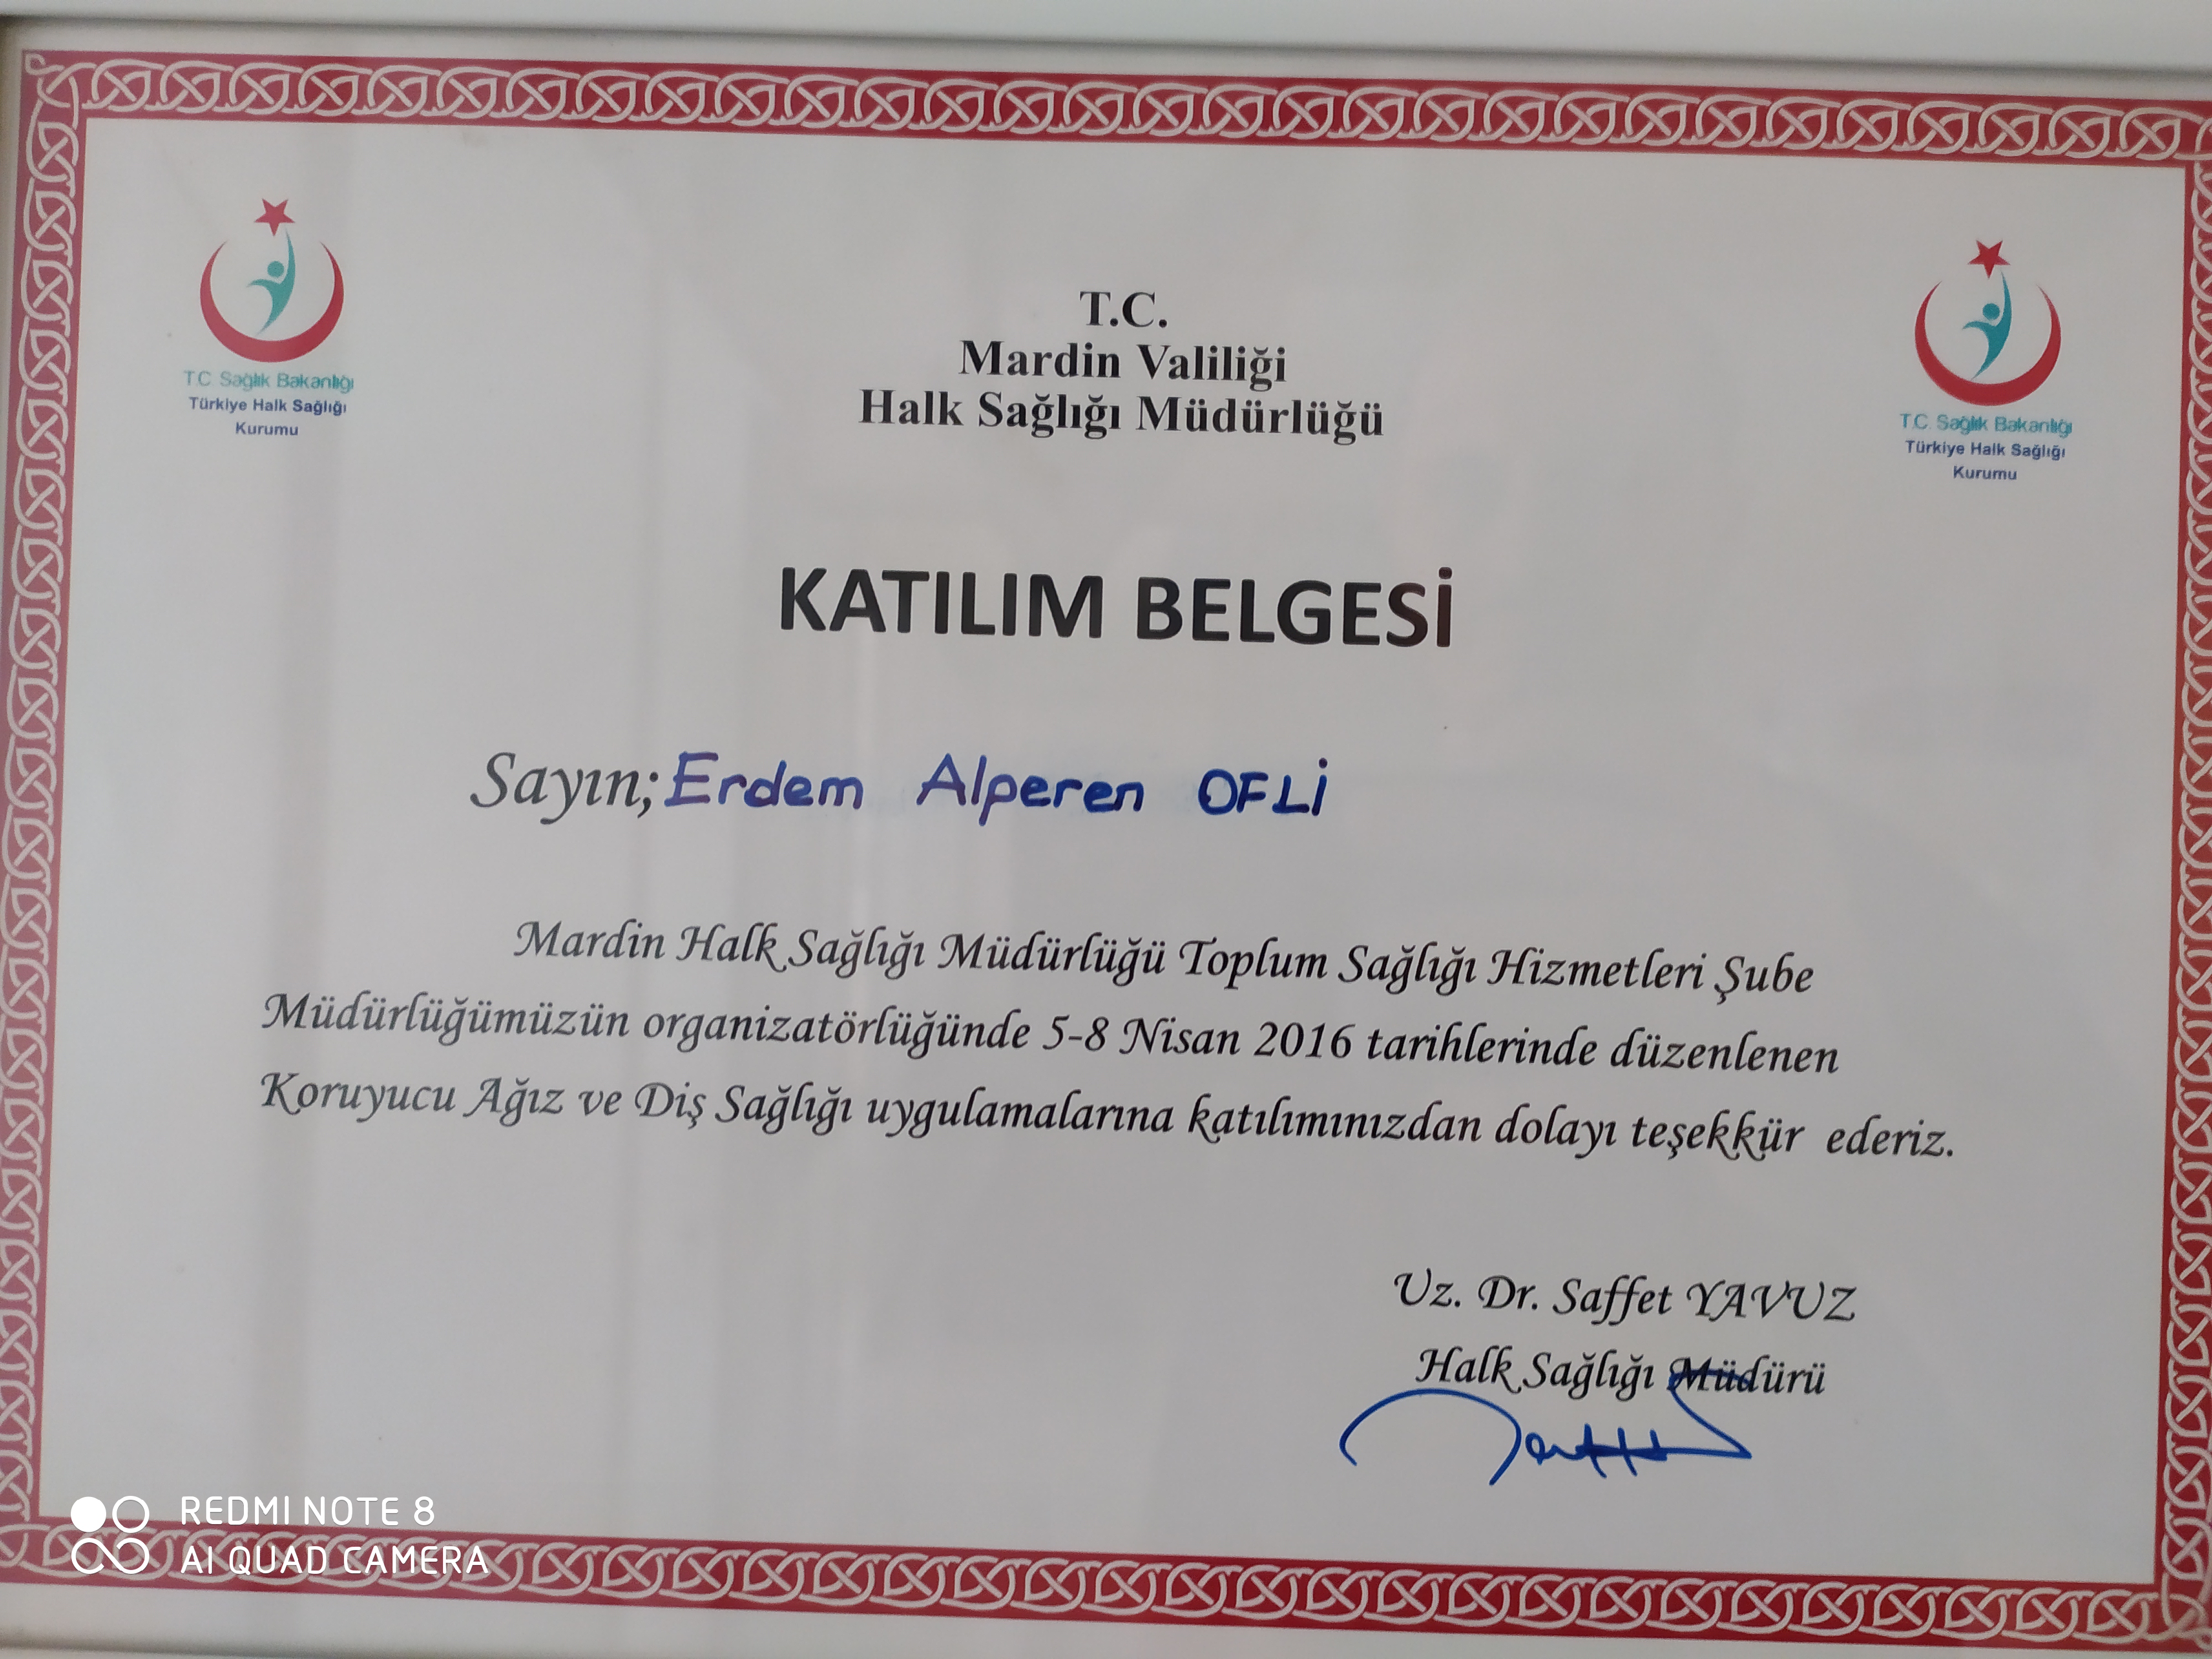 T.C. Sağlık Bakanlığı
Türkiye Halk Sağlığı
Kurumu
T.C.
Mardin Valiliği
Halk Sağlığı Müdürlüğü
T.C. Sağlık Bakanlığı
Türkiye Halk Sağlığı
Kurumu
KATILIM BELGESİ
Sayın; Erdem Alperen OFLİ
Mardin Halk Sağlığı Müdürlüğü Toplum Sağlığı Hizmetleri Şube
Müdürlüğümüzün organizatörlüğünde 5-8 Nisan 2016 tarihlerinde düzenlenen
Koruyucu Ağız ve Diş Sağlığı uygulamalarına katılımınızdan dolayı teşekkür ederiz.
Uz. Dr. Saffet YAVUZ
Halk Sağlığı Müdürü
REDMI NOTE 8
AI QUAD CAMERA